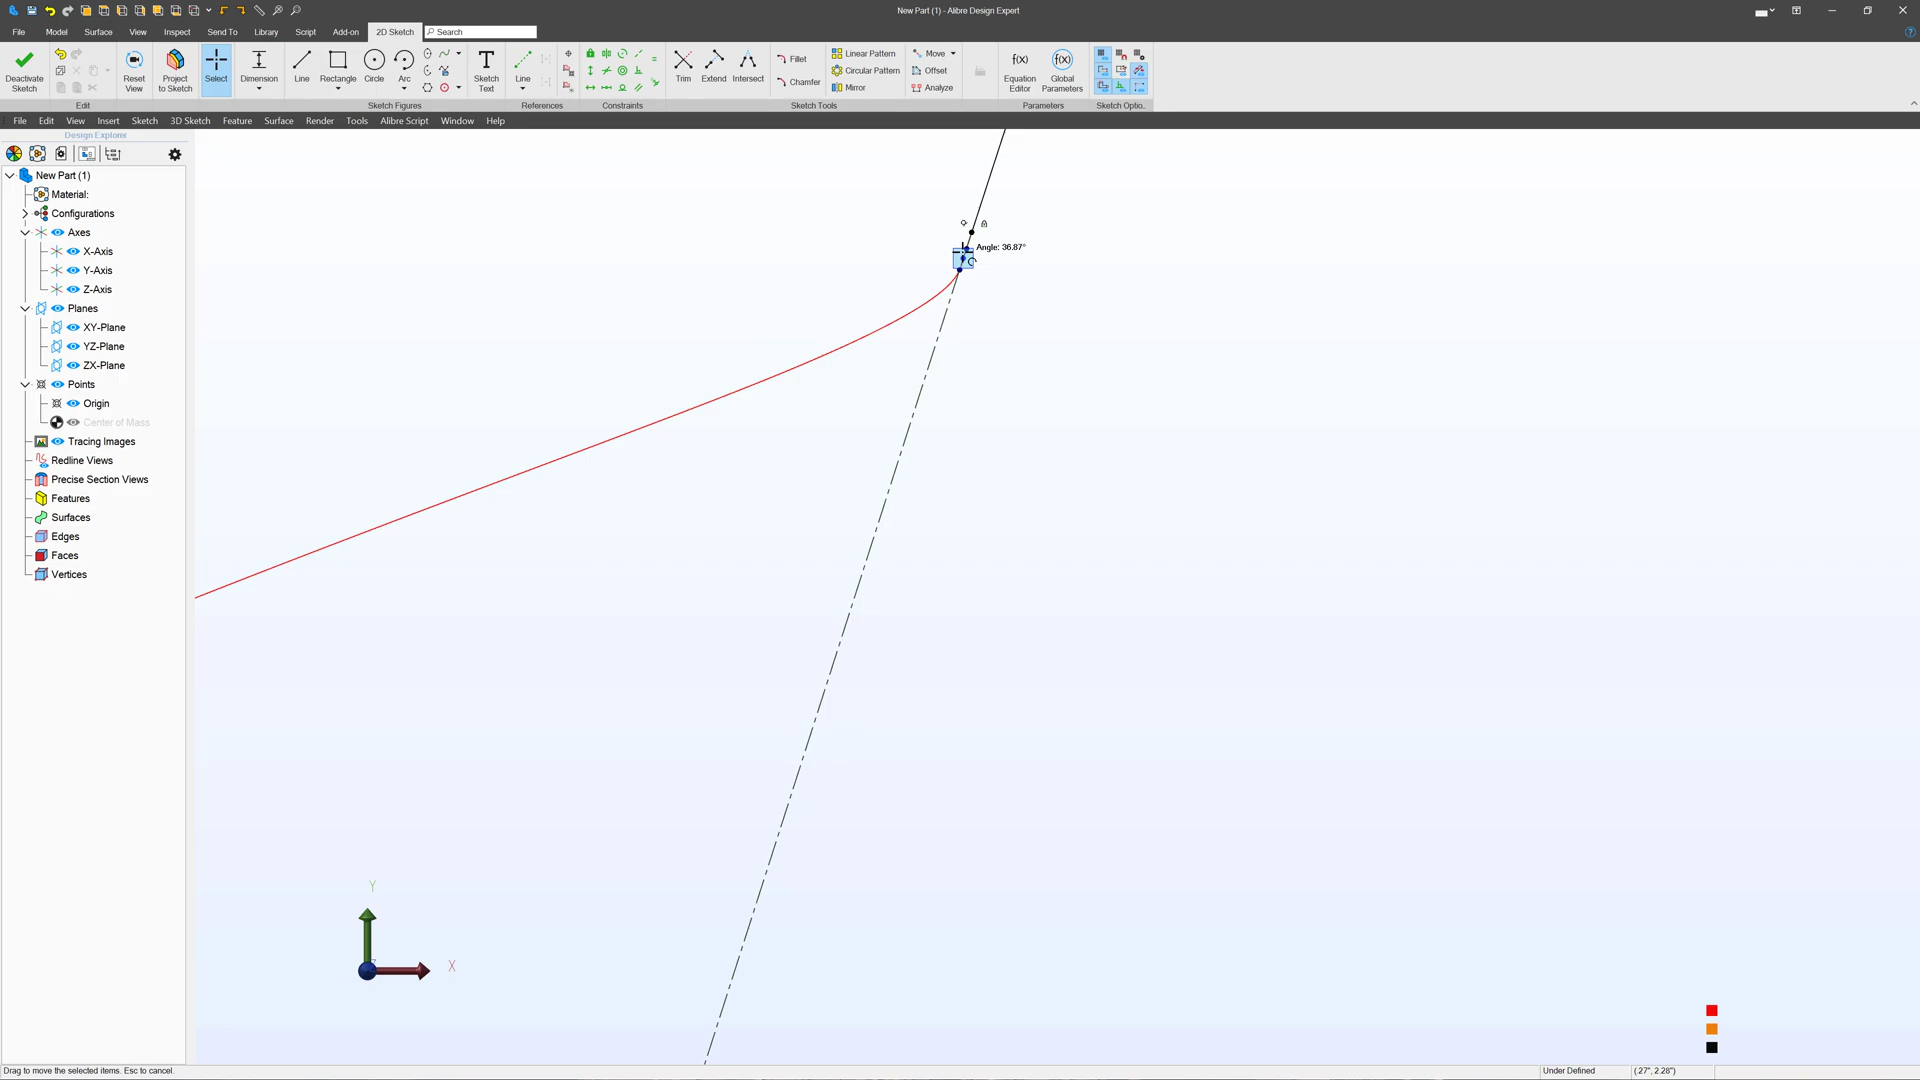 New Part (1) - Alibre Design Expert
File Model Surface View Inspect Send To Library Script Add-on 2D Sketch Search
Deactivate Sketch
Reset View
Project to Sketch
Select
Dimension
Line
Rectangle
Circle
Arc
Sketch Text
Line
Trim
Extend
Intersect
Fillet
Chamfer
Linear Pattern
Circular Pattern
Mirror
Move
Offset
Analyze
f(x)
Equation Editor
f(x)
Global Parameters
Edit Sketch Figures References Constraints Sketch Tools Parameters Sketch Optio..
File Edit View Insert Sketch 3D Sketch Feature Surface Render Tools Alibre Script Window Help
Design Explorer
New Part (1)
Material:
Configurations
Axes
X-Axis
Y-Axis
Z-Axis
Planes
XY-Plane
YZ-Plane
ZX-Plane
Points
Origin
Center of Mass
Tracing Images
Redline Views
Precise Section Views
Features
Surfaces
Edges
Faces
Vertices
Angle: 36.87°
Y
X
Drag to move the selected items. Esc to cancel.
Under Defined
(.27", 2.28")